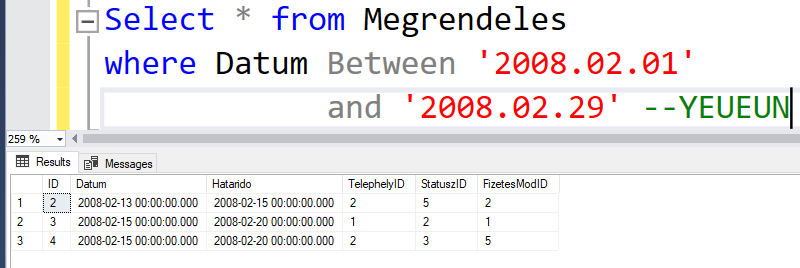 Select * from Megrendeles
where Datum Between '2008.02.01'
and '2008.02.29' --YEUEUN
259 %
Results Messages
ID Datum Hatarido TelephelyID StatuszID FizetesModID
1 2 2008-02-13 00:00:00.000 2008-02-15 00:00:00.000 2 5 2
2 3 2008-02-15 00:00:00.000 2008-02-20 00:00:00.000 1 2 1
3 4 2008-02-15 00:00:00.000 2008-02-20 00:00:00.000 2 3 5